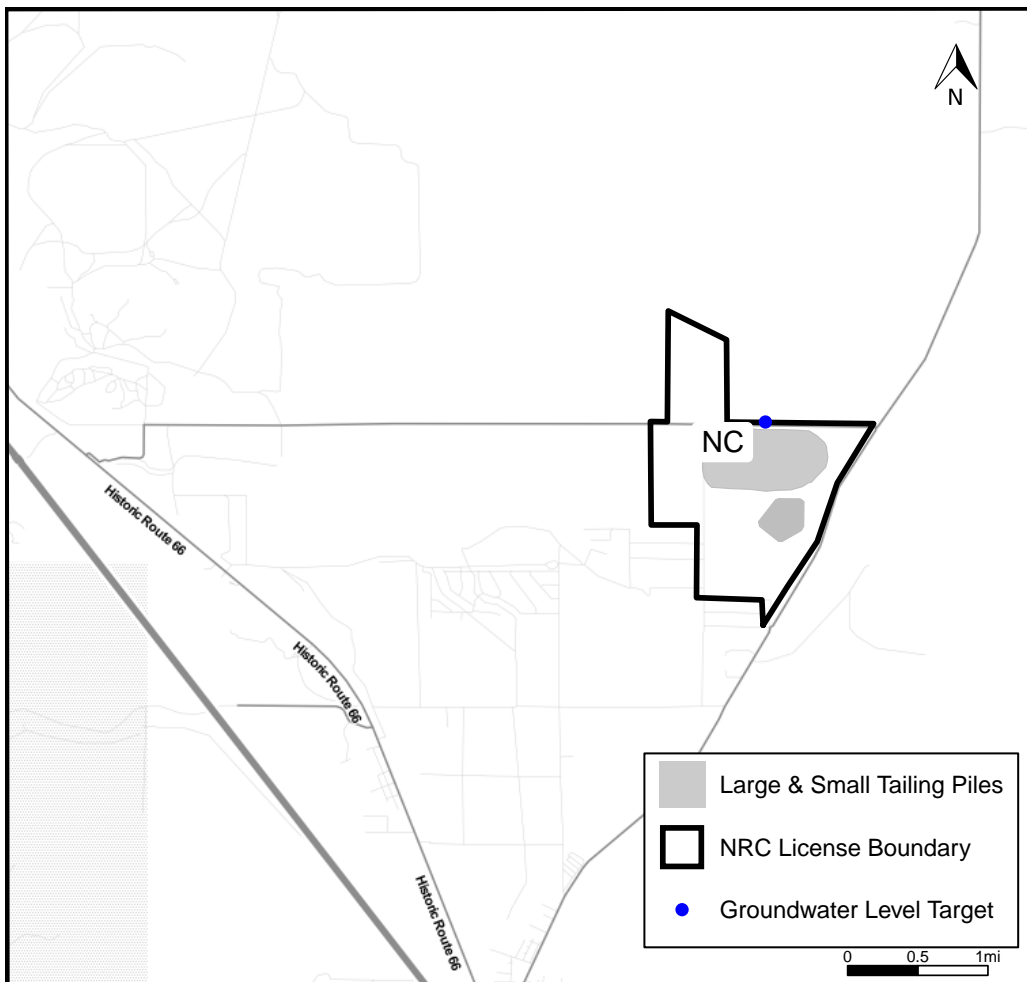 N
NC
Historic Route 66
Historic Route 66
Historic Route 66
Large & Small Tailing Piles
NRC License Boundary
Groundwater Level Target
0 0.5 1mi